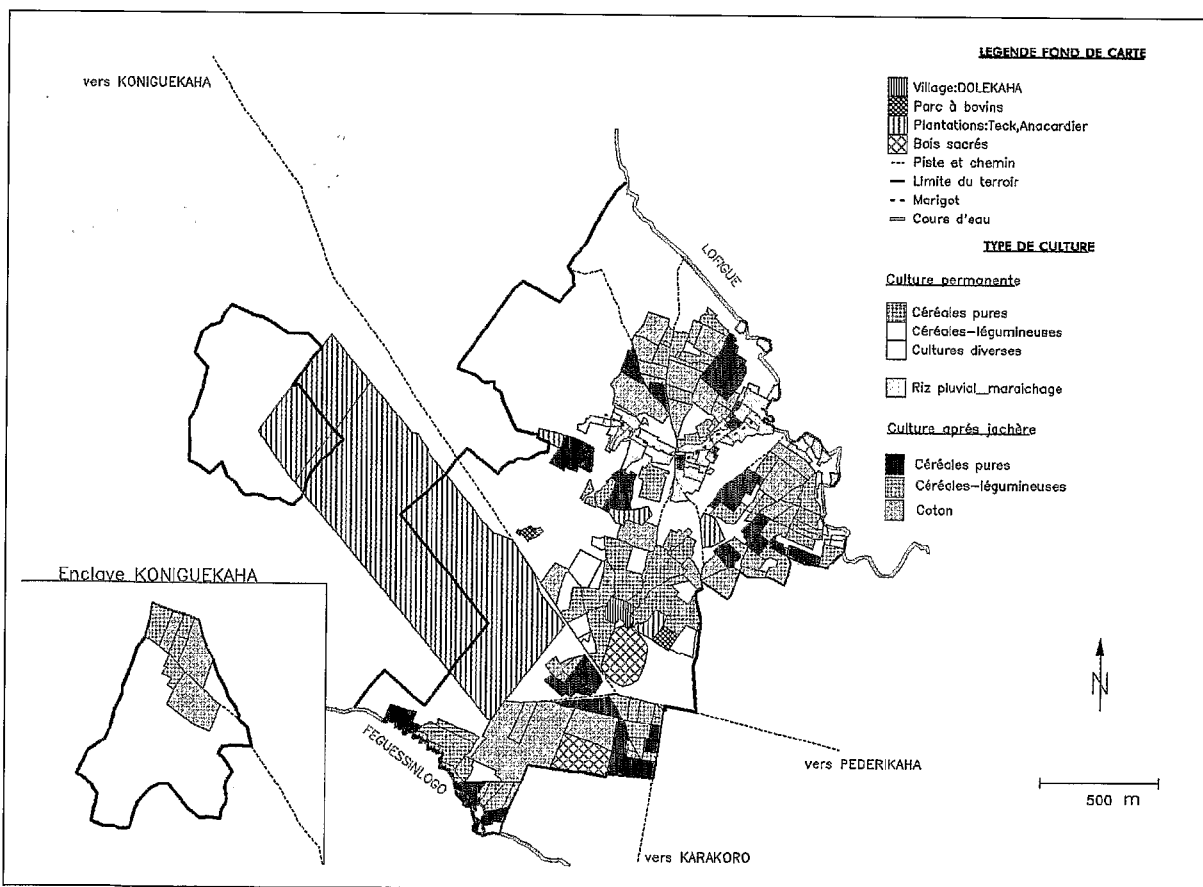 LEGENDE FOND DE CARTE
Village:DOLEKAHA
Parc à bovins
Plantations:Teck,Anacardier
Bois sacrés
Piste et chemin
Limite du terroir
Marigot
Cours d'eau
TYPE DE CULTURE
Culture permanente
Céréales pures
Céréales-légumineuses
Cultures diverses
Riz pluvial_maraichage
Culture aprés jachère
Céréales pures
Céréales-légumineuses
Coton
vers KONIGUEKAHA
LOFIGUE
Enclave KONIGUEKAHA
FEGUESSINLOGO
vers PEDERIKAHA
vers KARAKORO
N
500 m